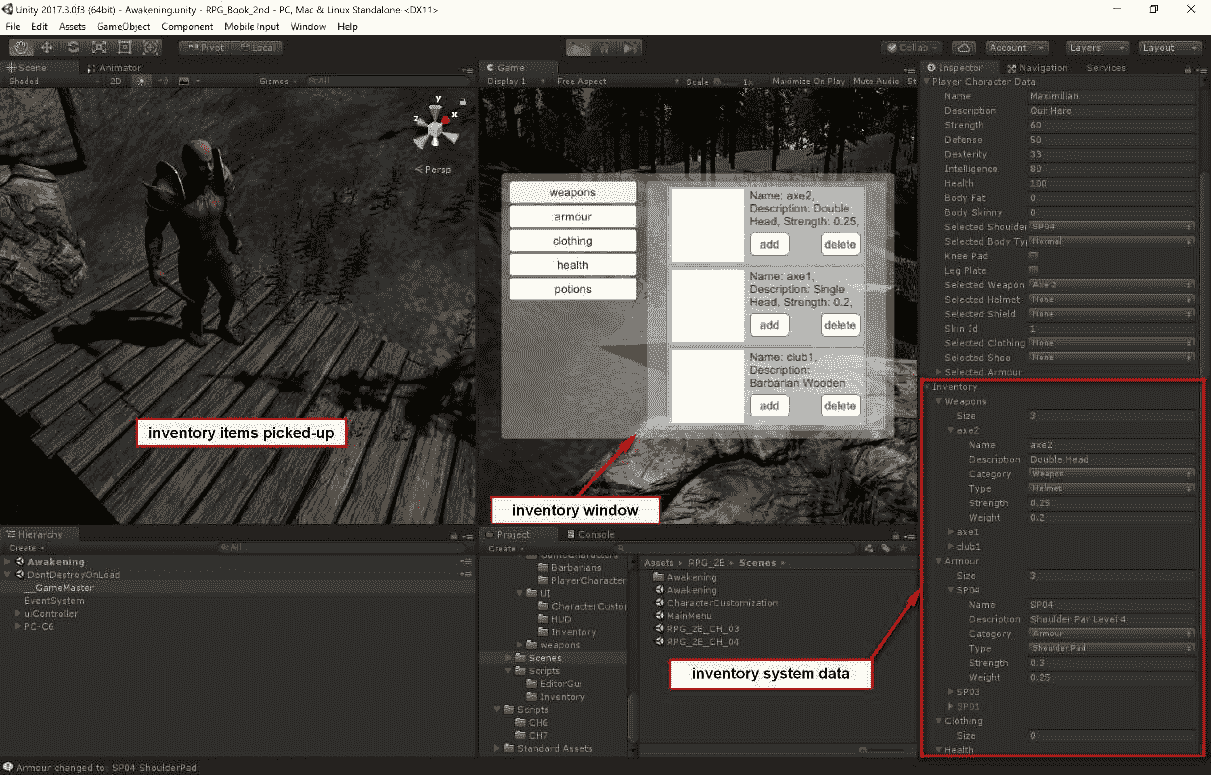 Unity 2017.3.0f3 (64bit) - Awakening.unity - RPG_Book_2nd - PC, Mac & Linux Standalone <DX11>
File Edit Assets GameObject Component Mobile Input Window Help
Pivot Local Collab Account Layers Layout
Scene Animator
Shaded 2D Gizmos All
y
x
z
< Persp
inventory items picked-up
Game
Display 1 Free Aspect Scale 1x Maximize On Play Mute Audio St
weapons
armour
clothing
health
potions
Name: axe2,
Description: Double
Head, Strength: 0.25,
add delete
Name: axe1,
Description: Single
Head, Strength: 0.2,
add delete
Name: club1,
Description:
Barbarian Wooden
add delete
inventory window
Hierarchy
Create All
Awakening
DontDestroyOnLoad
__GameMaster
EventSystem
uiController
PC-C6
Project Console
Create
GameCharacters
Barbarians
PlayerCharacter
UI
CharacterCustor
HUD
Inventory
weapons
Scenes
Scripts
EditorGui
Inventory
Scripts
CH6
CH7
Standard Assets
Assets RPG_2E Scenes
Awakening
Awakening
CharacterCustomization
MainMenu
RPG_2E_CH_03
RPG_2E_CH_04
inventory system data
Inspector Navigation Services
Player Character Data
Name Maximilian
Description Our Hero
Strength 60
Defense 50
Dexterity 33
Intelligence 80
Health 100
Body Fat 0
Body Skinny 0
Selected Shoulder SP04
Selected Body Typ Normal
Knee Pad
Leg Plate
Selected Weapon Axe 2
Selected Helmet None
Selected Shield None
Skin Id 1
Selected Clothing None
Selected Shoe None
Selected Armour
Inventory
Weapons
Size 3
axe2
Name axe2
Description Double Head
Category Weapon
Type Helmet
Strength 0.25
Weight 0.2
axe1
club1
Armour
Size 3
SP04
Name SP04
Description Shoulder Par Level 4
Category Armour
Type Shoulder Pad
Strength 0.3
Weight 0.25
SP03
SP01
Clothing
Size 0
Health
Armour changed to: SP04 ShoulderPad